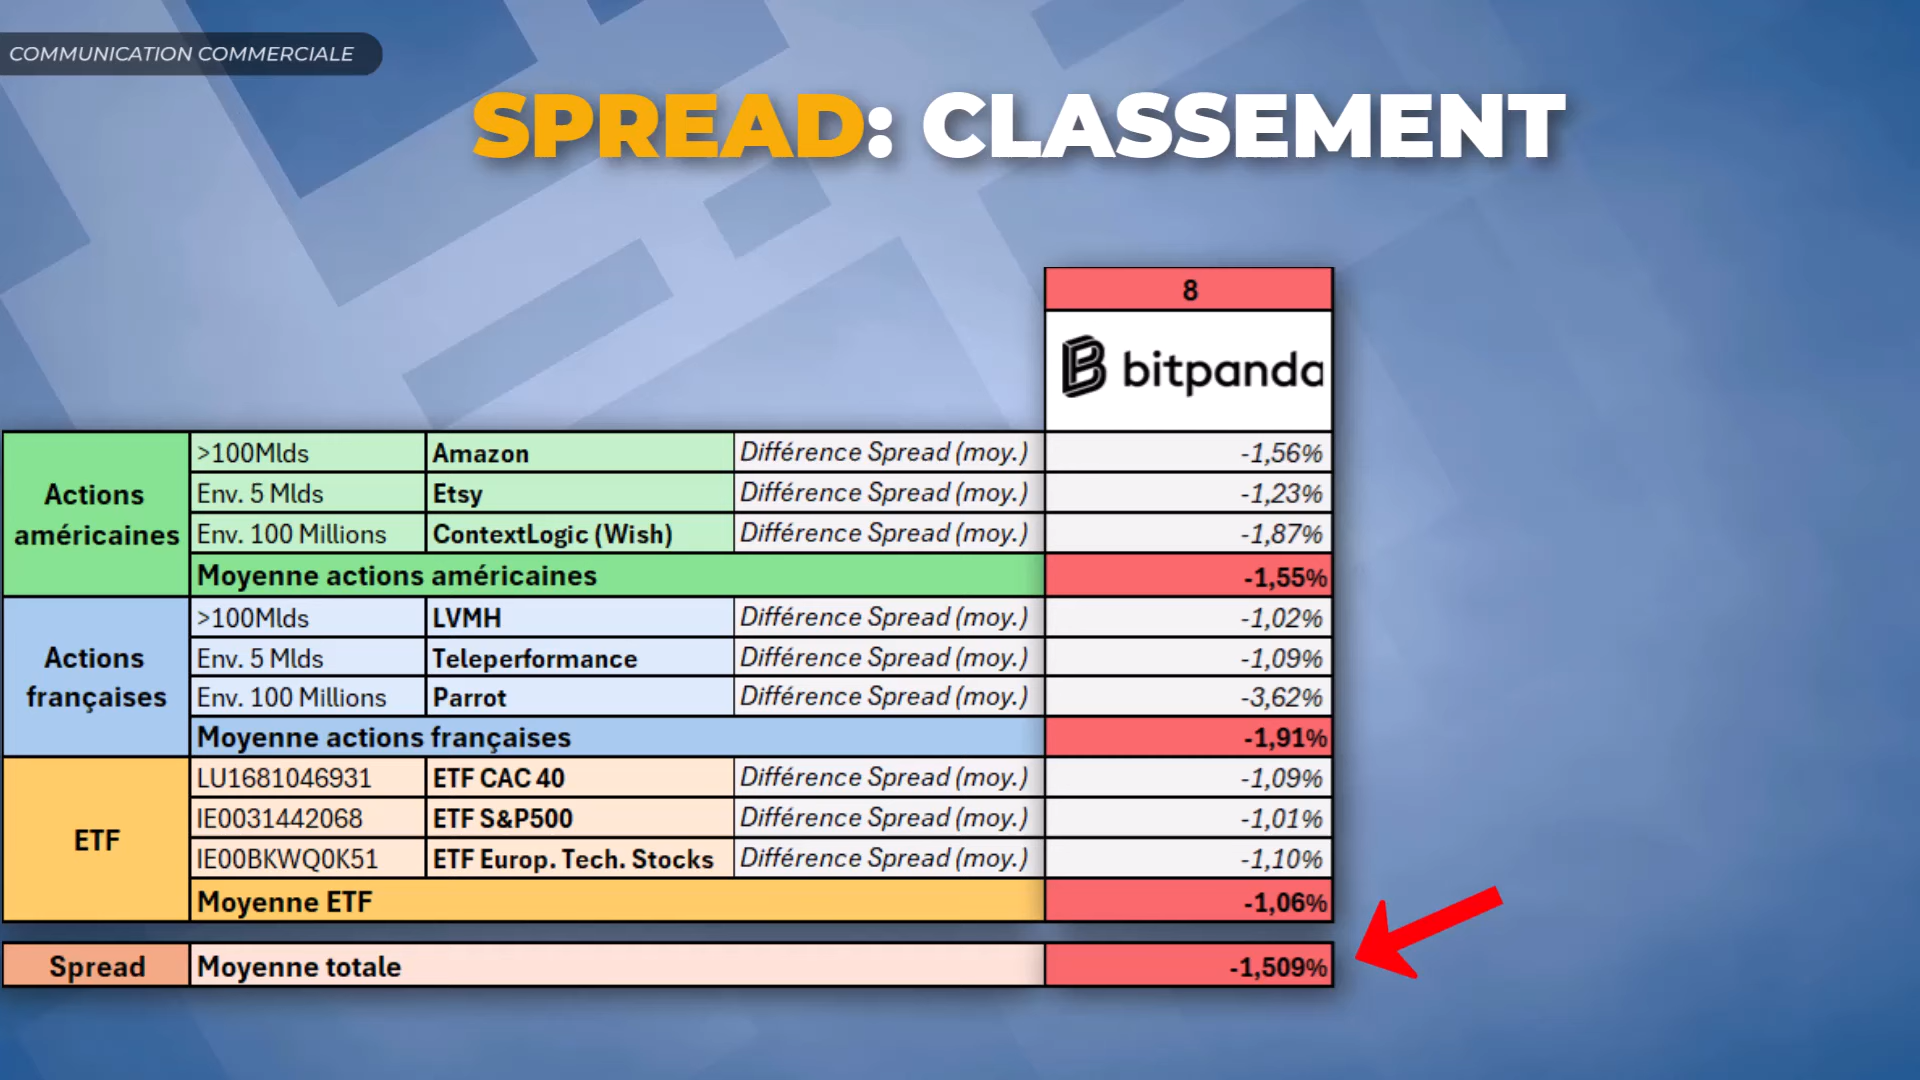 COMMUNICATION COMMERCIALE
SPREAD: CLASSEMENT
8
bitpanda
Actions américaines
>100Mlds Amazon Différence Spread (moy.) -1,56%
Env. 5 Mlds Etsy Différence Spread (moy.) -1,23%
Env. 100 Millions ContextLogic (Wish) Différence Spread (moy.) -1,87%
Moyenne actions américaines -1,55%
Actions françaises
>100Mlds LVMH Différence Spread (moy.) -1,02%
Env. 5 Mlds Teleperformance Différence Spread (moy.) -1,09%
Env. 100 Millions Parrot Différence Spread (moy.) -3,62%
Moyenne actions françaises -1,91%
ETF
LU1681046931 ETF CAC 40 Différence Spread (moy.) -1,09%
IE0031442068 ETF S&P500 Différence Spread (moy.) -1,01%
IE00BKWQ0K51 ETF Europ. Tech. Stocks Différence Spread (moy.) -1,10%
Moyenne ETF -1,06%
Spread Moyenne totale -1,509%